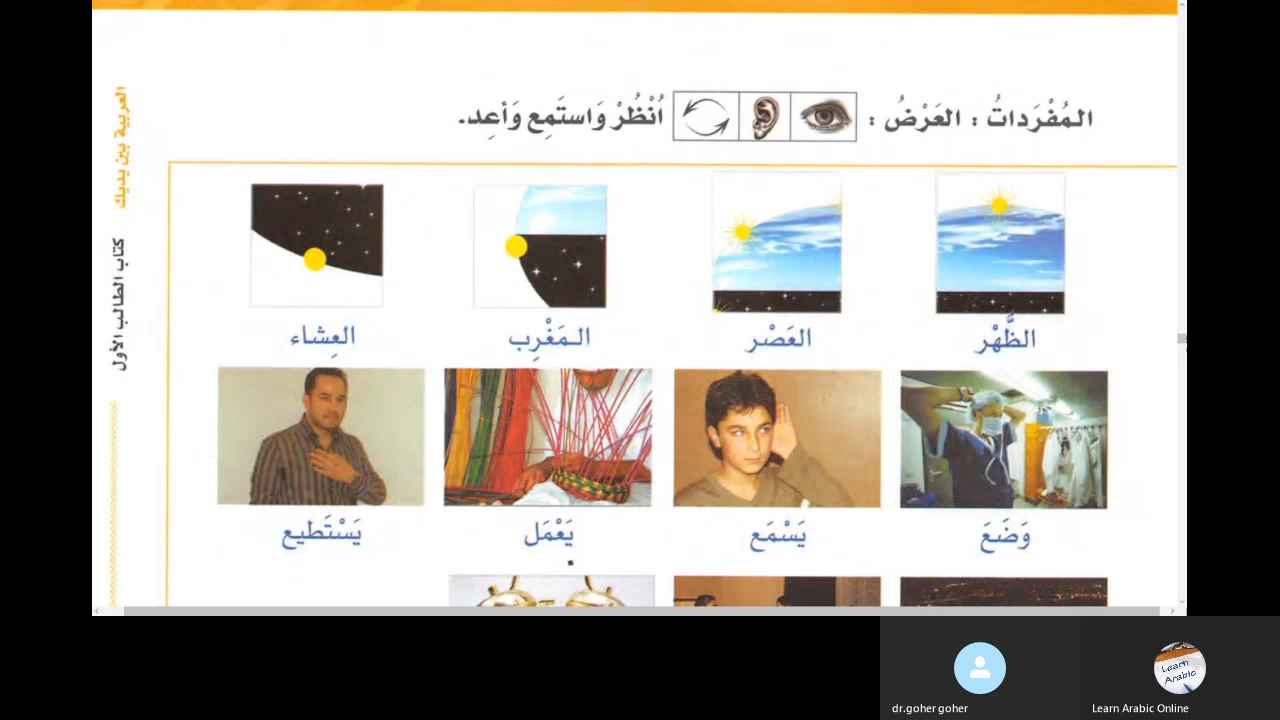 المُفْرَداتُ : العَرْضُ : اُنْظُرْ وَاستَمِع وَأعِد.
الظُّهْر
العَصْر
المَغْرِب
العِشاء
وَضَعَ
يَسْمَع
يَعْمَل
يَسْتَطيع
العربية بين يديك
كتاب الطالب الأول
dr.goher goher
Learn Arabic
Learn Arabic Online